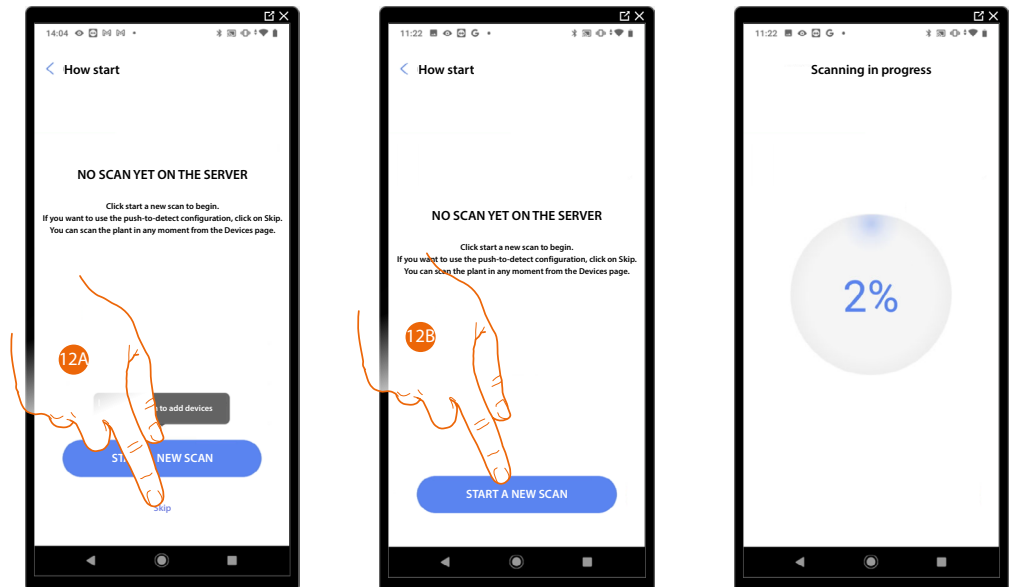 14:04
How start
NO SCAN YET ON THE SERVER
Click start a new scan to begin.
If you want to use the push-to-detect configuration, click on Skip.
You can scan the plant in any moment from the Devices page.
12A
to add devices
NEW SCAN
Skip
11:22
G
How start
NO SCAN YET ON THE SERVER
Click start a new scan to begin.
If you want to use the push-to-detect configuration, click on Skip.
You can scan the plant in any moment from the Devices page.
12B
START A NEW SCAN
11:22
G
Scanning in progress
2%